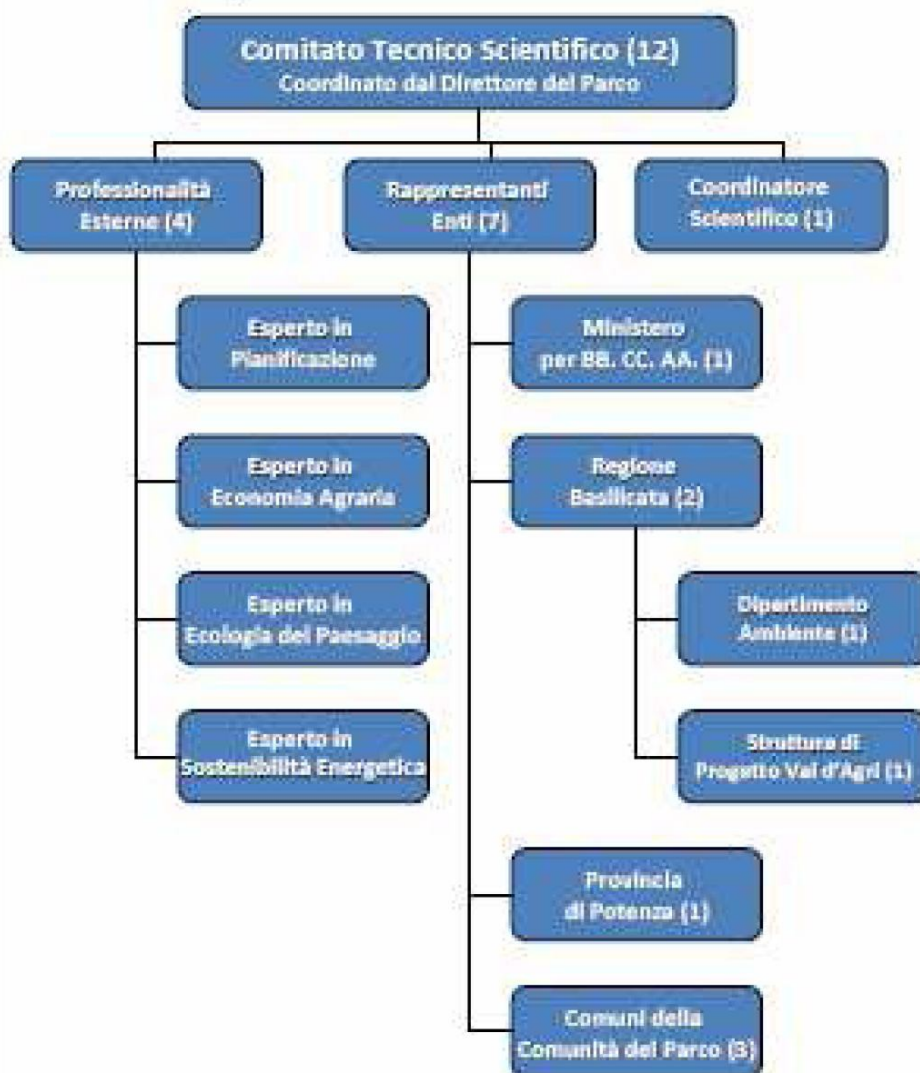 Comitato Tecnico Scientifico (12)
Coordinato dal Direttore del Parco
Professionalità
Esterne (4)
Rappresentanti
Enti (7)
Coordinatore
Scientifico (1)
Esperto in
Pianificazione
Ministero
per BB. CC. AA. (1)
Esperto in
Economia Agraria
Regione
Basilicata (2)
Esperto in
Ecologia del Paesaggio
Dipartimento
Ambiente (1)
Esperto in
Sostenibilità Energetica
Struttura di
Progetto Val d'Agri (1)
Provincia
di Potenza (1)
Comuni della
Comunità del Parco (3)